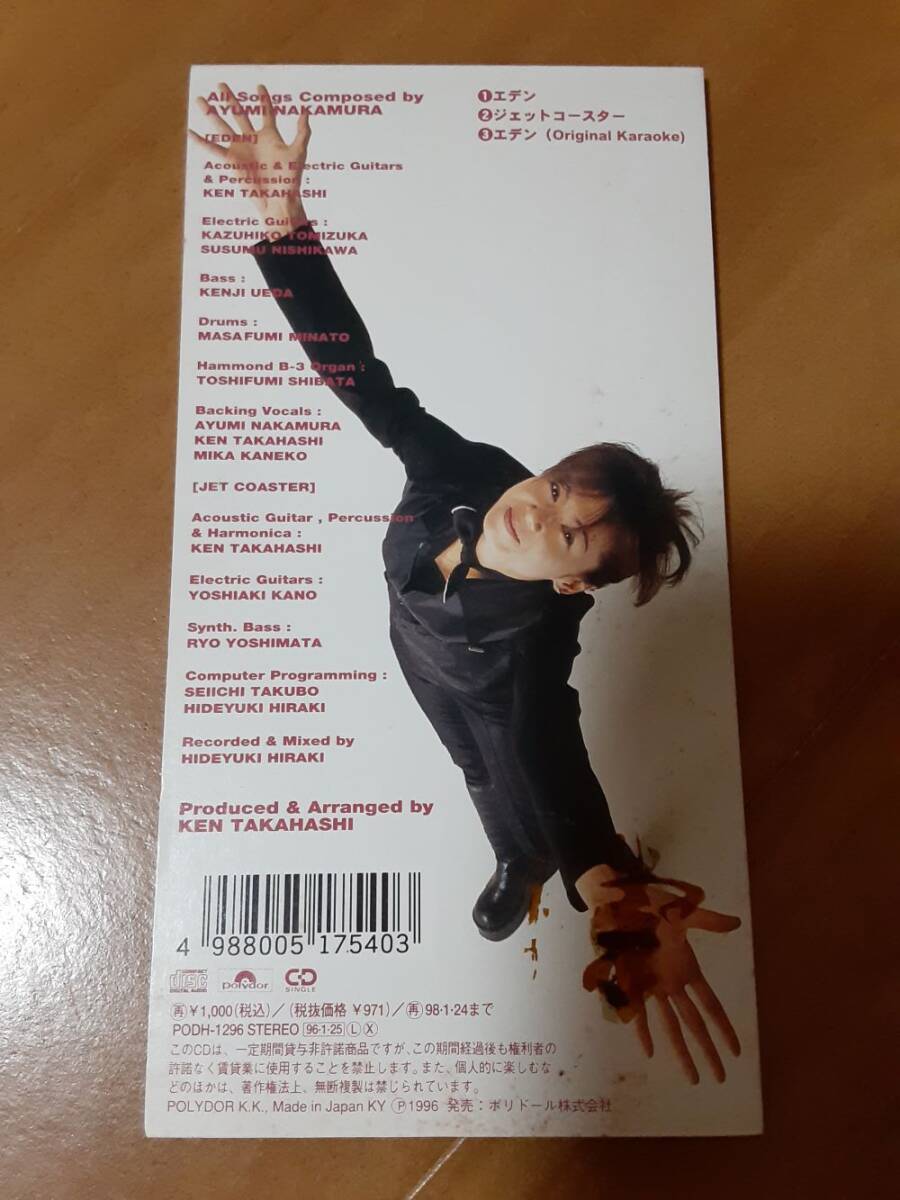 All Songs Composed by
AYUMI NAKAMURA
[EDEN]
Acoustic & Electric Guitars
& Percussion :
KEN TAKAHASHI
Electric Guitars :
KAZUHIKO TOMIZUKA
SUSUMU NISHIKAWA
Bass :
KENJI UEDA
Drums :
MASAFUMI MINATO
Hammond B-3 Organ :
TOSHIFUMI SHIBATA
Backing Vocals :
AYUMI NAKAMURA
KEN TAKAHASHI
MIKA KANEKO
[JET COASTER]
Acoustic Guitar , Percussion
& Harmonica :
KEN TAKAHASHI
Electric Guitars :
YOSHIAKI KANO
Synth. Bass :
RYO YOSHIMATA
Computer Programming :
SEIICHI TAKUBO
HIDEYUKI HIRAKI
Recorded & Mixed by
HIDEYUKI HIRAKI
Produced & Arranged by
KEN TAKAHASHI
❶エデン
❷ジェットコースター
❸エデン (Original Karaoke)
4 988005 175403
COMPACT disc DIGITAL AUDIO polydor CD SINGLE
㊢¥1,000(税込)/(税抜価格 ¥971)/㊢98・1・24まで
PODH-1296 STEREO 96・1・25 Ⓛ Ⓧ
このCDは、一定期間貸与非許諾商品ですが、この期間経過後も権利者の
許諾なく賃貸業に使用することを禁止します。また、個人的に楽しむな
どのほかは、著作権法上、無断複製は禁じられています。
POLYDOR K.K., Made in Japan KY Ⓟ1996 発売：ポリドール株式会社